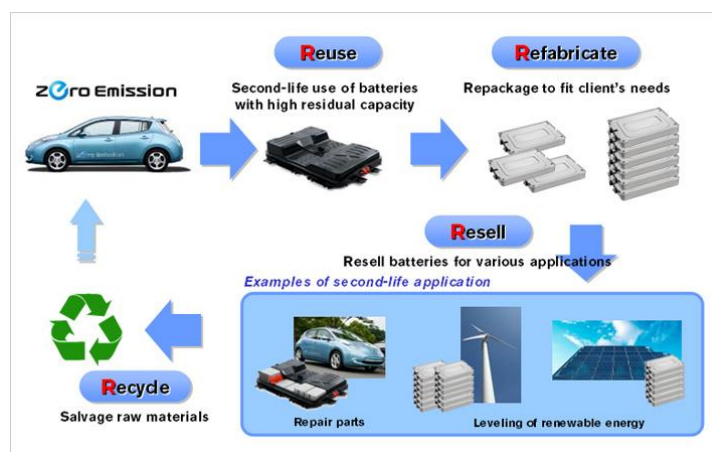 Zero Emission
Reuse
Second-life use of batteries
with high residual capacity
Refabricate
Repackage to fit client's needs
Resell
Resell batteries for various applications
Examples of second-life application
Repair parts
Leveling of renewable energy
Recycle
Salvage raw materials
Zero Emission